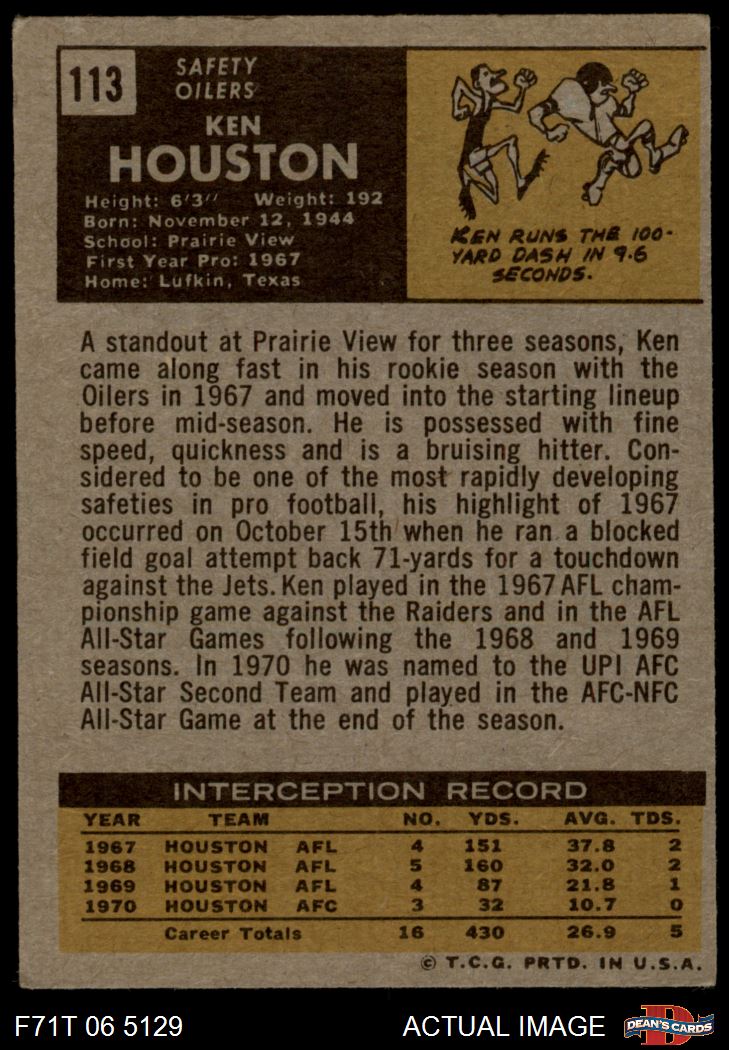 113
SAFETY
OILERS
KEN
HOUSTON
Height: 6'3" Weight: 192
Born: November 12, 1944
School: Prairie View
First Year Pro: 1967
Home: Lufkin, Texas
KEN RUNS THE 100-
YARD DASH IN 9.6
SECONDS.
A standout at Prairie View for three seasons, Ken
came along fast in his rookie season with the
Oilers in 1967 and moved into the starting lineup
before mid-season. He is possessed with fine
speed, quickness and is a bruising hitter. Con-
sidered to be one of the most rapidly developing
safeties in pro football, his highlight of 1967
occurred on October 15th when he ran a blocked
field goal attempt back 71-yards for a touchdown
against the Jets. Ken played in the 1967 AFL cham-
pionship game against the Raiders and in the AFL
All-Star Games following the 1968 and 1969
seasons. In 1970 he was named to the UPI AFC
All-Star Second Team and played in the AFC-NFC
All-Star Game at the end of the season.
INTERCEPTION RECORD
YEAR TEAM NO. YDS. AVG. TDS.
1967 HOUSTON AFL 4 151 37.8 2
1968 HOUSTON AFL 5 160 32.0 2
1969 HOUSTON AFL 4 87 21.8 1
1970 HOUSTON AFC 3 32 10.7 0
Career Totals 16 430 26.9 5
© T.C.G. PRTD. IN U.S.A.
F71T 06 5129 ACTUAL IMAGE D DEAN'S CARDS